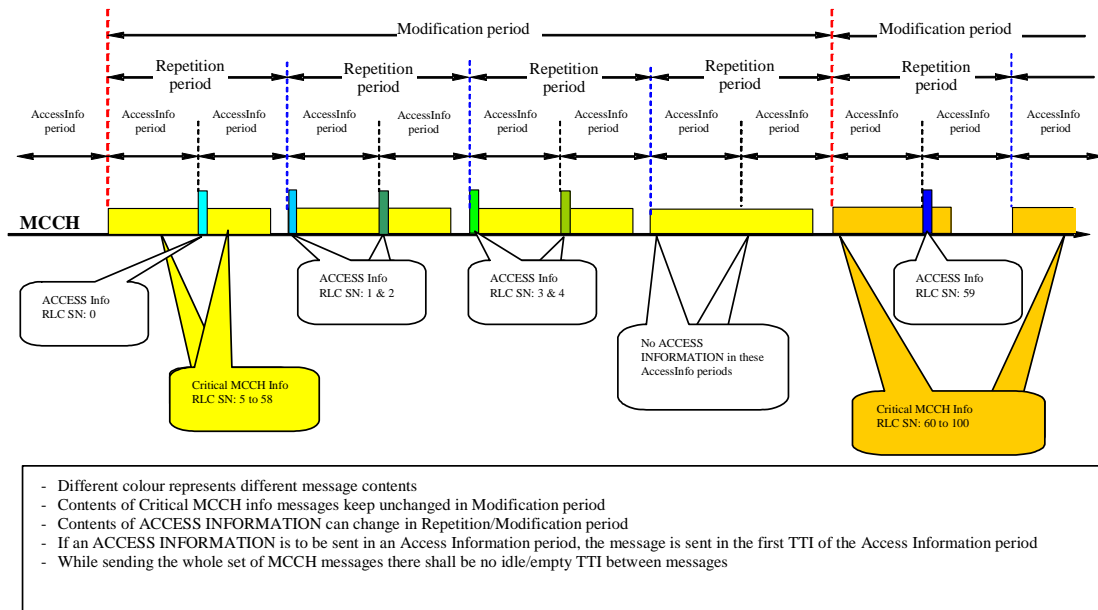 Modification period
Modification period
Repetition
period
Repetition
period
Repetition
period
Repetition
period
Repetition
period
AccessInfo
period
AccessInfo
period
AccessInfo
period
AccessInfo
period
AccessInfo
period
AccessInfo
period
AccessInfo
period
AccessInfo
period
AccessInfo
period
AccessInfo
period
AccessInfo
period
AccessInfo
period
MCCH
ACCESS Info
RLC SN: 0
ACCESS Info
RLC SN: 1 & 2
ACCESS Info
RLC SN: 3 & 4
ACCESS Info
RLC SN: 59
No ACCESS
INFORMATION in these
AccessInfo periods
Critical MCCH Info
RLC SN: 5 to 58
Critical MCCH Info
RLC SN: 60 to 100
- Different colour represents different message contents
- Contents of Critical MCCH info messages keep unchanged in Modification period
- Contents of ACCESS INFORMATION can change in Repetition/Modification period
- If an ACCESS INFORMATION is to be sent in an Access Information period, the message is sent in the first TTI of the Access Information period
- While sending the whole set of MCCH messages there shall be no idle/empty TTI between messages